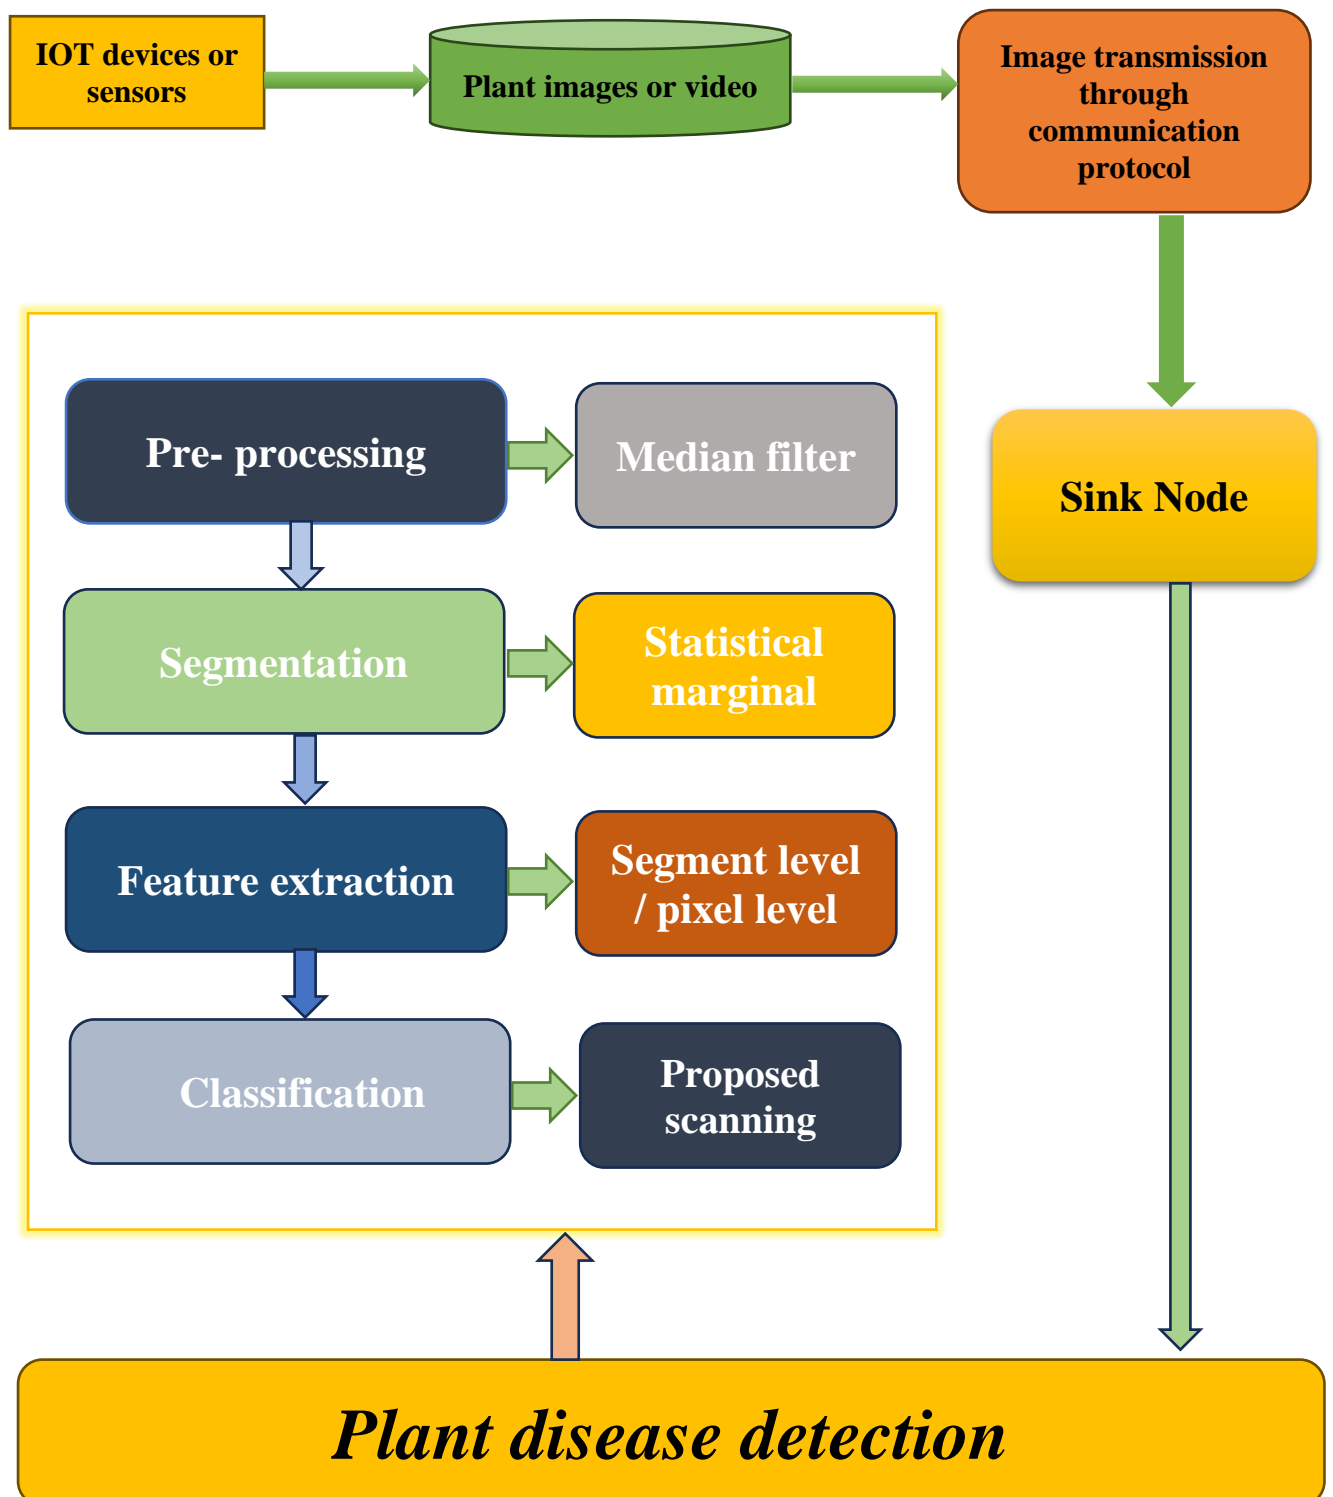 IOT devices or
sensors
Plant images or video
Image transmission
through
communication
protocol
Pre- processing
Median filter
Sink Node
Segmentation
Statistical
marginal
Feature extraction
Segment level
/ pixel level
Classification
Proposed
scanning
Plant disease detection